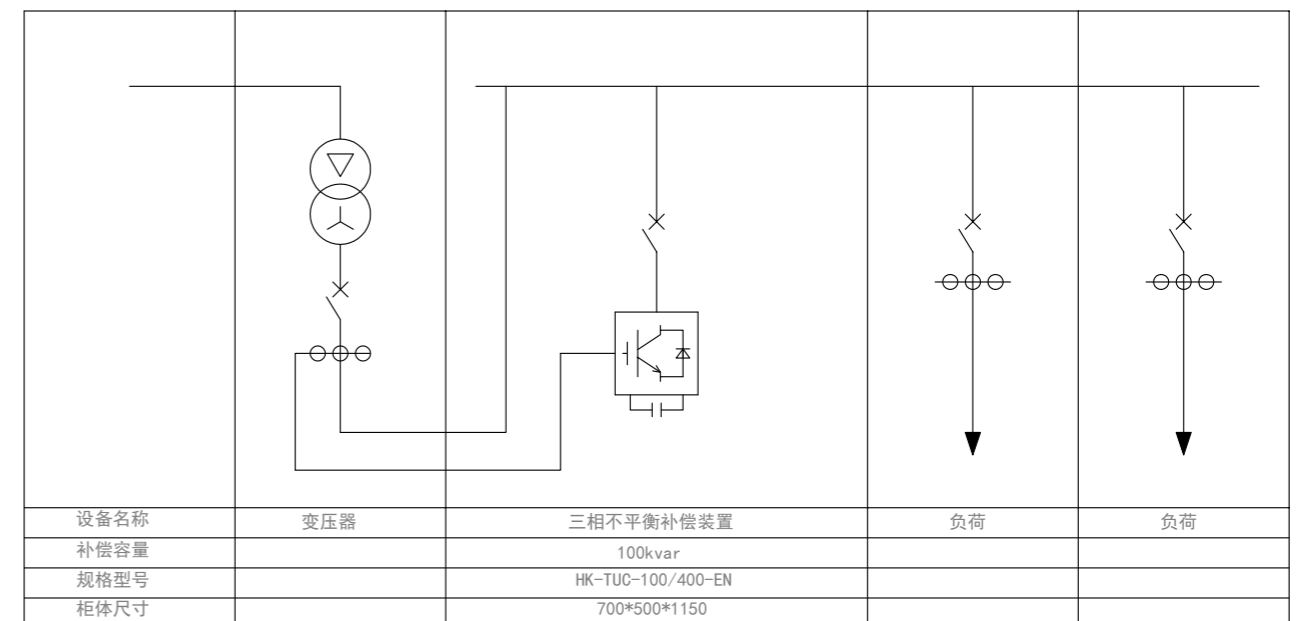 设备名称 变压器 三相不平衡补偿装置 负荷 负荷
补偿容量 100kvar
规格型号 HK-TUC-100/400-EN
柜体尺寸 700*500*1150